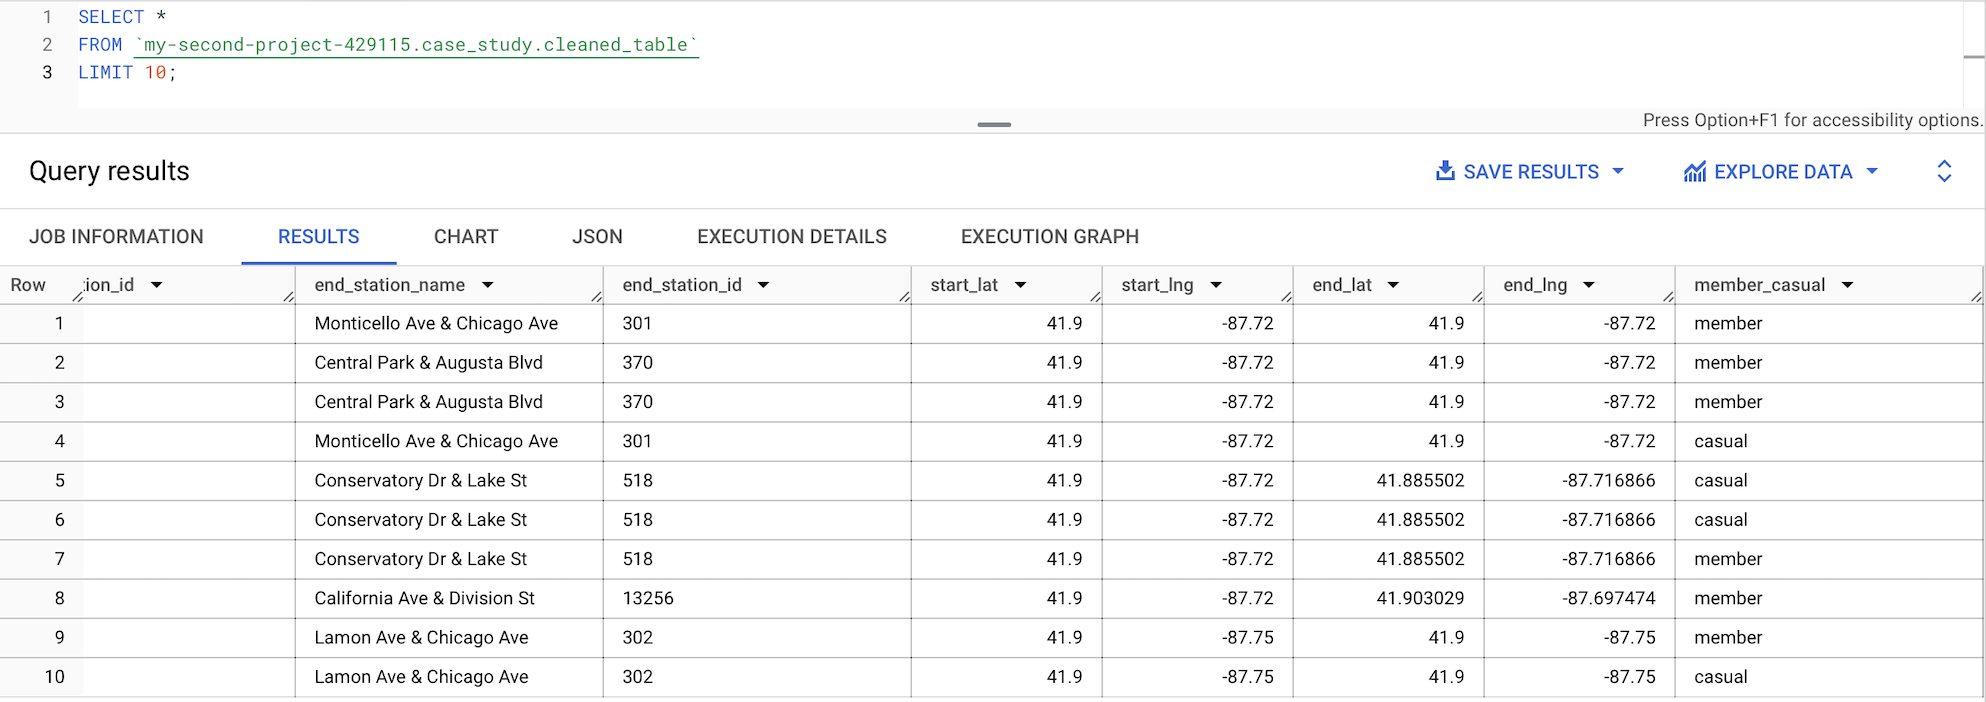 1 SELECT *
2 FROM `my-second-project-429115.case_study.cleaned_table`
3 LIMIT 10;
Press Option+F1 for accessibility options.
Query results SAVE RESULTS EXPLORE DATA
JOB INFORMATION RESULTS CHART JSON EXECUTION DETAILS EXECUTION GRAPH
Row ion_id end_station_name end_station_id start_lat start_lng end_lat end_lng member_casual
1 Monticello Ave & Chicago Ave 301 41.9 -87.72 41.9 -87.72 member
2 Central Park & Augusta Blvd 370 41.9 -87.72 41.9 -87.72 member
3 Central Park & Augusta Blvd 370 41.9 -87.72 41.9 -87.72 member
4 Monticello Ave & Chicago Ave 301 41.9 -87.72 41.9 -87.72 casual
5 Conservatory Dr & Lake St 518 41.9 -87.72 41.885502 -87.716866 casual
6 Conservatory Dr & Lake St 518 41.9 -87.72 41.885502 -87.716866 casual
7 Conservatory Dr & Lake St 518 41.9 -87.72 41.885502 -87.716866 member
8 California Ave & Division St 13256 41.9 -87.72 41.903029 -87.697474 member
9 Lamon Ave & Chicago Ave 302 41.9 -87.75 41.9 -87.75 member
10 Lamon Ave & Chicago Ave 302 41.9 -87.75 41.9 -87.75 casual